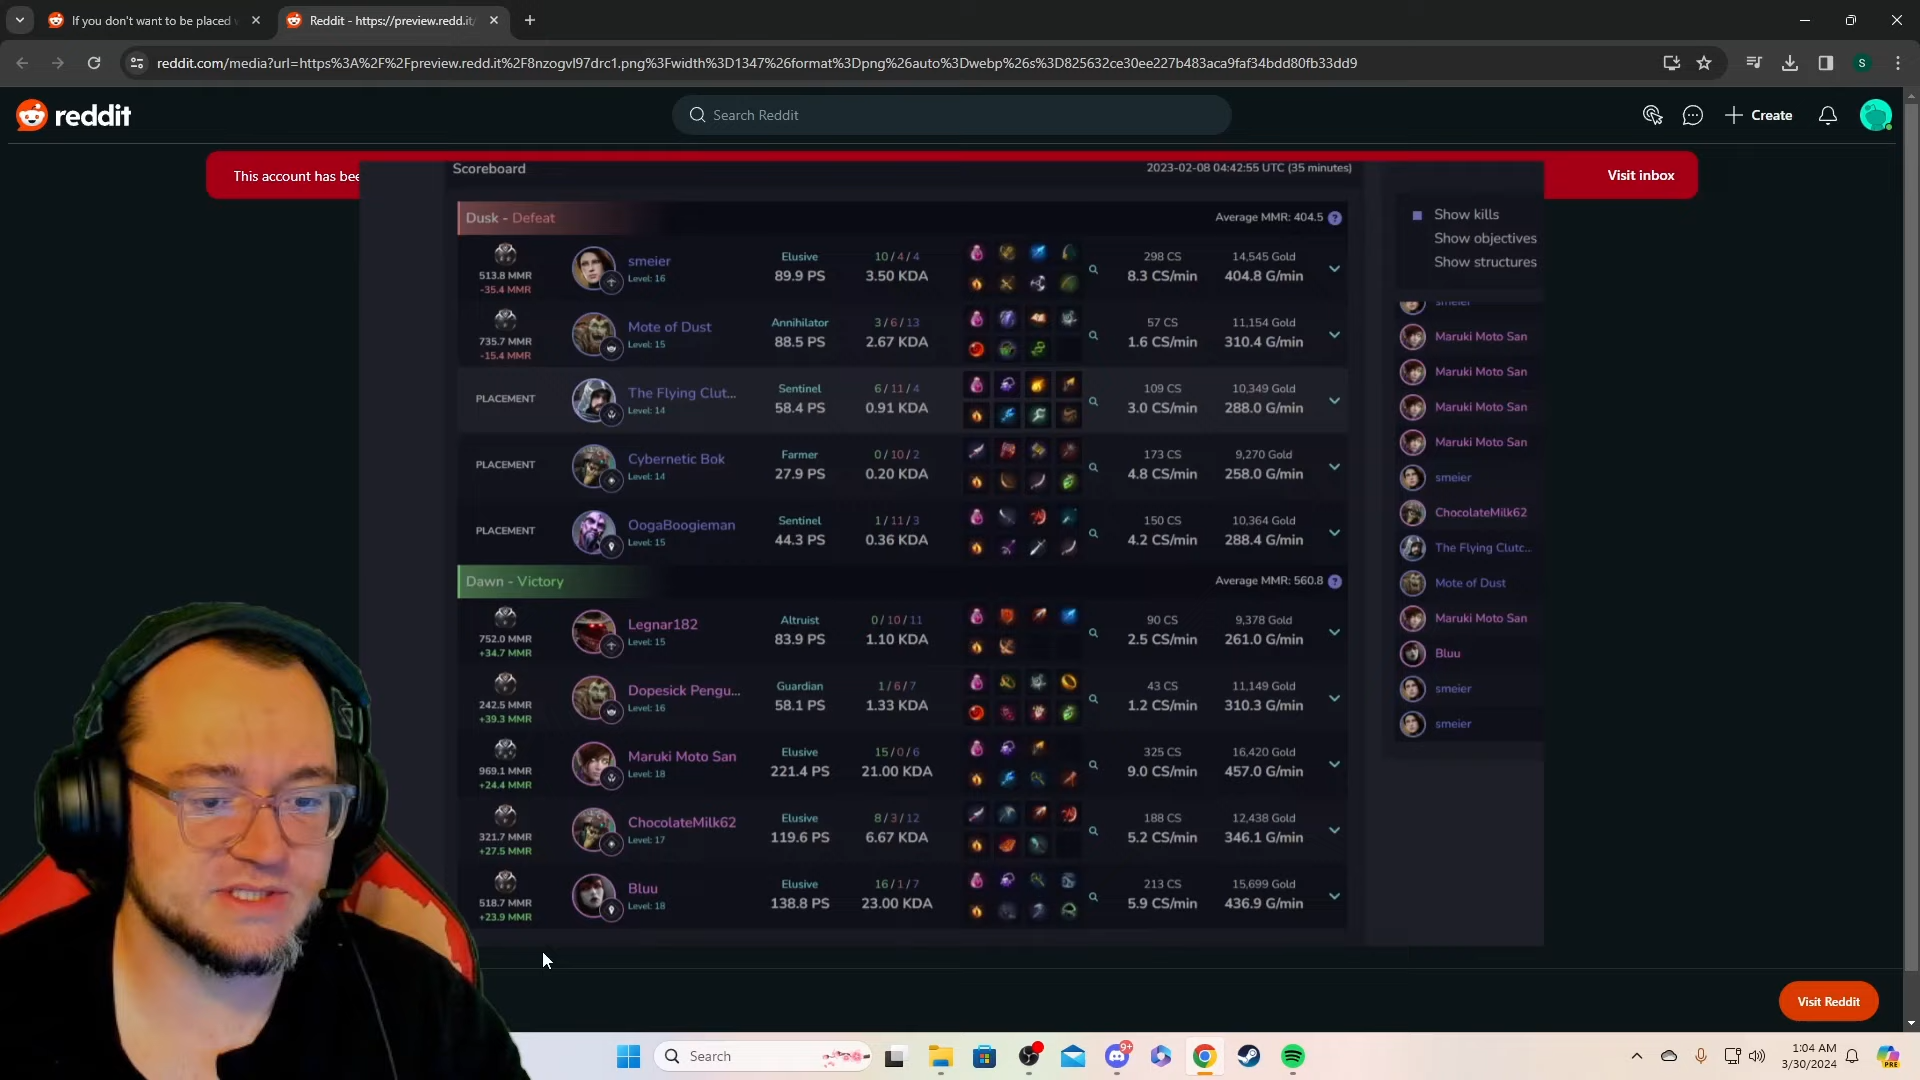 If you don't want to be placed
Reddit - https://preview.redd.it/
reddit.com/media?url=https%3A%2F%2Fpreview.redd.it%2F8nzogvl97drc1.png%3Fwidth%3D1347%26format%3Dpng%26auto%3Dwebp%26s%3D825632ce30ee227b483aca9faf34bdd80fb33dd9
S
reddit
Search Reddit
Create
This account has bee
Visit inbox
Scoreboard
2023-02-08 04:42:55 UTC (35 minutes)
Dusk - Defeat
Average MMR: 404.5 ?
513.8 MMR
-35.4 MMR
smeier
Level: 16
Elusive
89.9 PS
10 / 4 / 4
3.50 KDA
298 CS
8.3 CS/min
14,545 Gold
404.8 G/min
735.7 MMR
-15.4 MMR
Mote of Dust
Level: 15
Annihilator
88.5 PS
3 / 6 / 13
2.67 KDA
57 CS
1.6 CS/min
11,154 Gold
310.4 G/min
PLACEMENT
The Flying Clut...
Level: 14
Sentinel
58.4 PS
6 / 11 / 4
0.91 KDA
109 CS
3.0 CS/min
10,349 Gold
288.0 G/min
PLACEMENT
Cybernetic Bok
Level: 14
Farmer
27.9 PS
0 / 10 / 2
0.20 KDA
173 CS
4.8 CS/min
9,270 Gold
258.0 G/min
PLACEMENT
OogaBoogieman
Level: 15
Sentinel
44.3 PS
1 / 11 / 3
0.36 KDA
150 CS
4.2 CS/min
10,364 Gold
288.4 G/min
Dawn - Victory
Average MMR: 560.8 ?
752.0 MMR
+34.7 MMR
Legnar182
Level: 15
Altruist
83.9 PS
0 / 10 / 11
1.10 KDA
90 CS
2.5 CS/min
9,378 Gold
261.0 G/min
242.5 MMR
+39.3 MMR
Dopesick Pengu...
Level: 16
Guardian
58.1 PS
1 / 6 / 7
1.33 KDA
43 CS
1.2 CS/min
11,149 Gold
310.3 G/min
969.1 MMR
+24.4 MMR
Maruki Moto San
Level: 18
Elusive
221.4 PS
15 / 0 / 6
21.00 KDA
325 CS
9.0 CS/min
16,420 Gold
457.0 G/min
321.7 MMR
+27.5 MMR
ChocolateMilk62
Level: 17
Elusive
119.6 PS
8 / 3 / 12
6.67 KDA
188 CS
5.2 CS/min
12,438 Gold
346.1 G/min
518.7 MMR
+23.9 MMR
Bluu
Level: 18
Elusive
138.8 PS
16 / 1 / 7
23.00 KDA
213 CS
5.9 CS/min
15,699 Gold
436.9 G/min
Show kills
Show objectives
Show structures
smeier
Maruki Moto San
Maruki Moto San
Maruki Moto San
Maruki Moto San
smeier
ChocolateMilk62
The Flying Clutc...
Mote of Dust
Maruki Moto San
Bluu
smeier
smeier
Visit Reddit
Search
9+
1:04 AM
3/30/2024
PRE